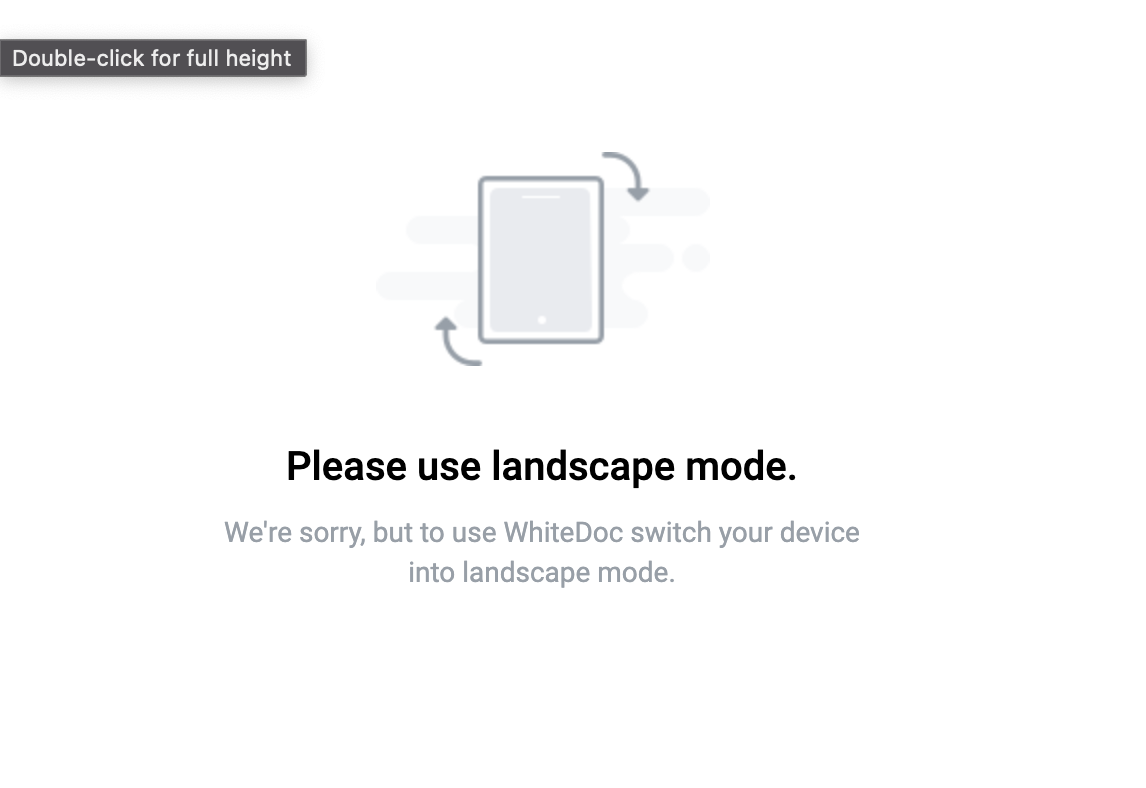 Double-click for full height
Please use landscape mode.
We're sorry, but to use WhiteDoc switch your device
into landscape mode.